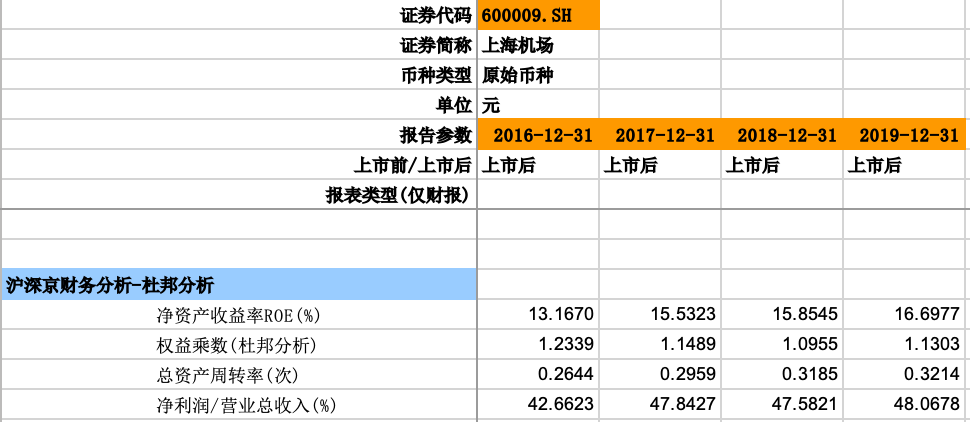 证券代码 600009.SH
证券简称 上海机场
币种类型 原始币种
单位 元
报告参数 2016-12-31 2017-12-31 2018-12-31 2019-12-31
上市前/上市后 上市后 上市后 上市后 上市后
报表类型(仅财报)
沪深京财务分析-杜邦分析
净资产收益率ROE(%) 13.1670 15.5323 15.8545 16.6977
权益乘数(杜邦分析) 1.2339 1.1489 1.0955 1.1303
总资产周转率(次) 0.2644 0.2959 0.3185 0.3214
净利润/营业总收入(%) 42.6623 47.8427 47.5821 48.0678